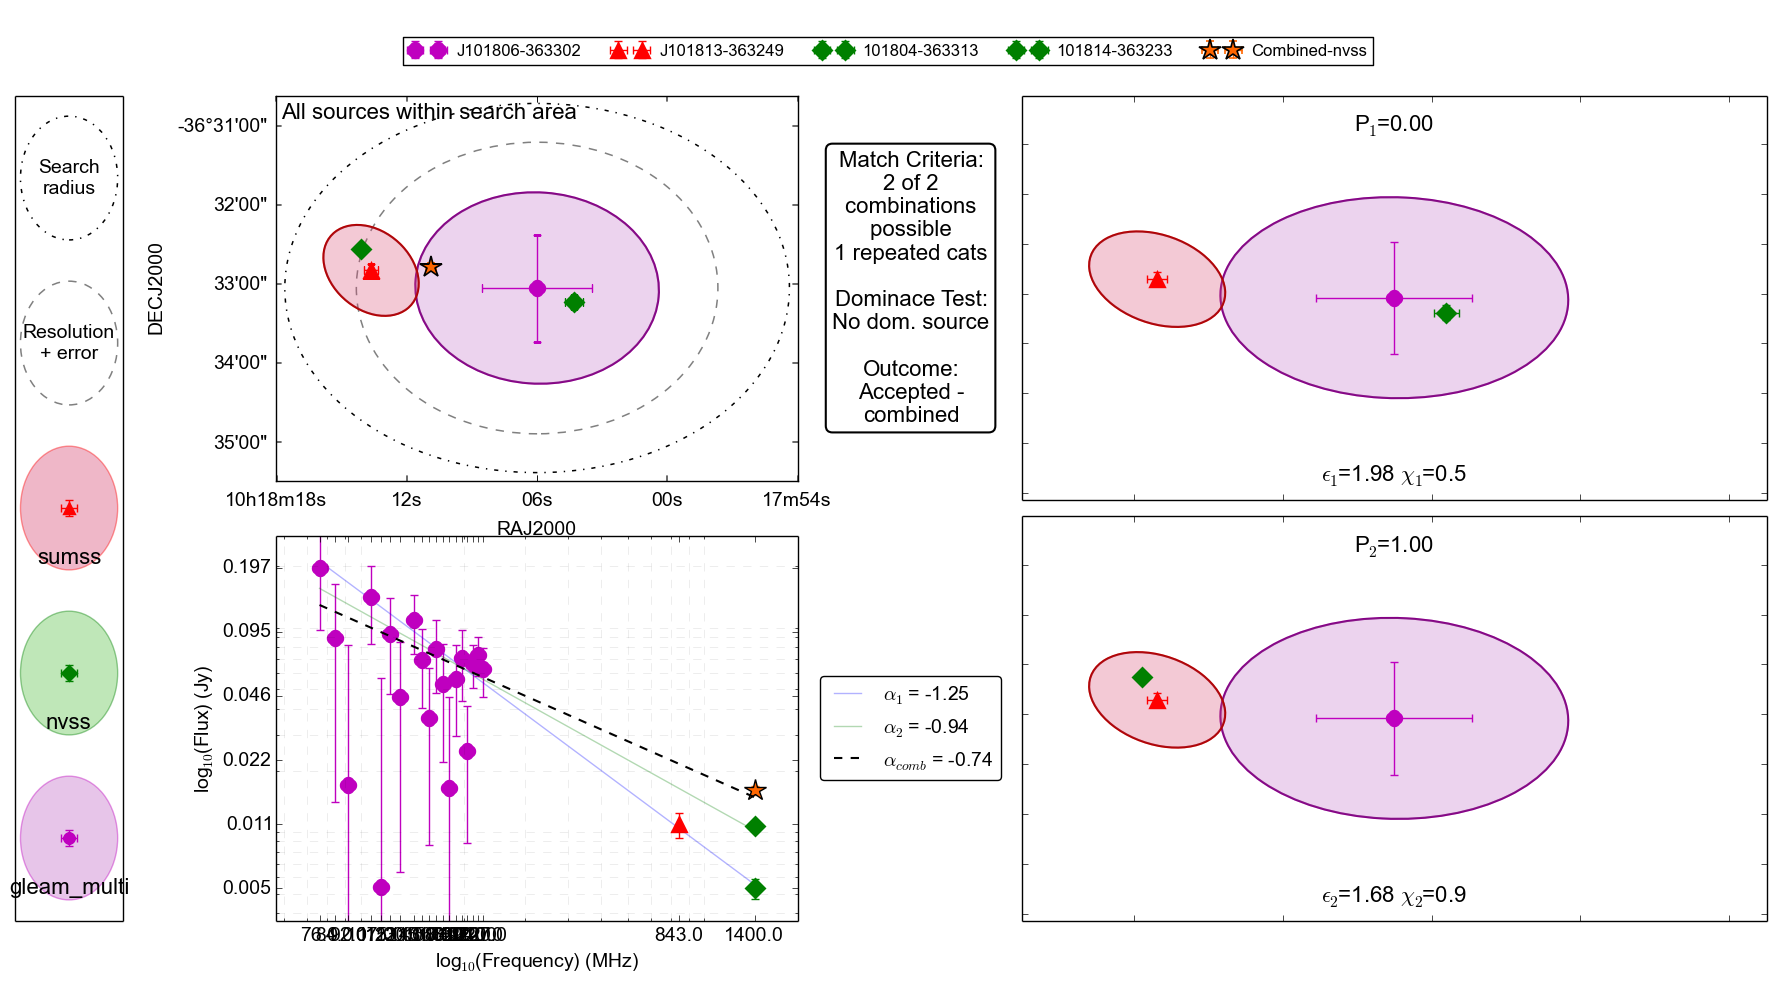 J101806-363302 J101813-363249 101804-363313 101814-363233 Combined-nvss
Search
radius
Resolution
+ error
sumss
nvss
gleam_multi
All sources within search area
-36°31'00"
32'00"
33'00"
34'00"
35'00"
DECJ2000
10h18m18s 12s 06s 00s 17m54s
RAJ2000
Match Criteria:
2 of 2
combinations
possible
1 repeated cats
Dominace Test:
No dom. source
Outcome:
Accepted -
combined
P1=0.00
ϵ1=1.98 χ1=0.5
P2=1.00
ϵ2=1.68 χ2=0.9
0.197
0.095
0.046
0.022
0.011
0.005
log10(Flux) (Jy)
843.0 1400.0
log10(Frequency) (MHz)
α1 = -1.25
α2 = -0.94
αcomb = -0.74